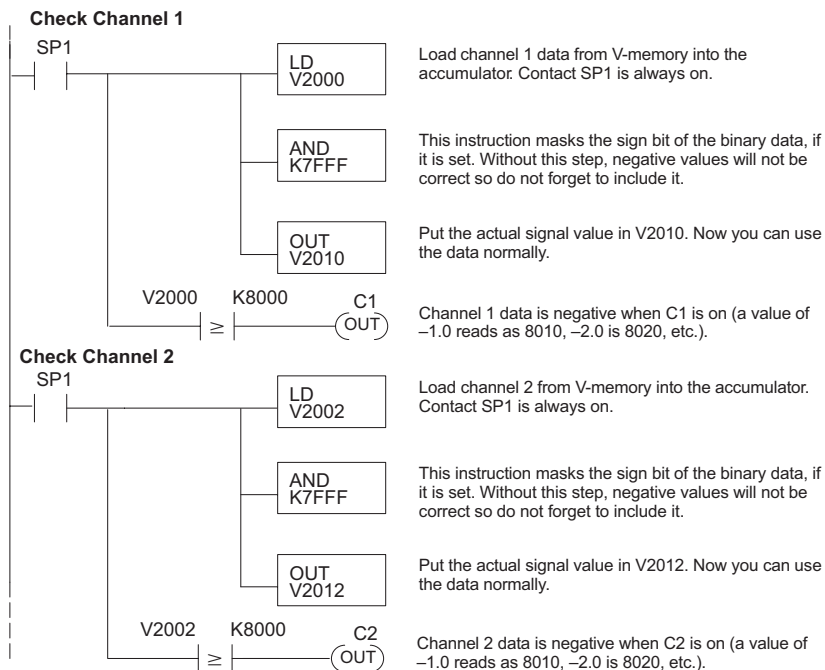 Check Channel 1
SP1
LD
V2000
Load channel 1 data from V-memory into the
accumulator. Contact SP1 is always on.
AND
K7FFF
This instruction masks the sign bit of the binary data, if
it is set. Without this step, negative values will not be
correct so do not forget to include it.
OUT
V2010
Put the actual signal value in V2010. Now you can use
the data normally.
V2000 K8000 C1
≥ OUT
Channel 1 data is negative when C1 is on (a value of
–1.0 reads as 8010, –2.0 is 8020, etc.).
Check Channel 2
SP1
LD
V2002
Load channel 2 from V-memory into the accumulator.
Contact SP1 is always on.
AND
K7FFF
This instruction masks the sign bit of the binary data, if
it is set. Without this step, negative values will not be
correct so do not forget to include it.
OUT
V2012
Put the actual signal value in V2012. Now you can use
the data normally.
V2002 K8000 C2
≥ OUT
Channel 2 data is negative when C2 is on (a value of
–1.0 reads as 8010, –2.0 is 8020, etc.).